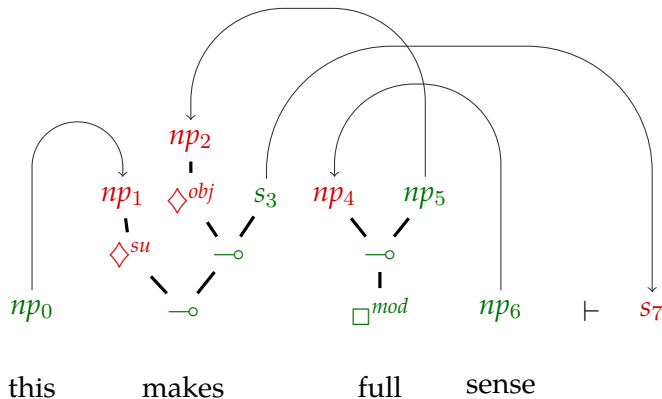 np₂
np₁ ◇ᵒᵇʲ s₃ np₄ np₅
◇ˢᵘ ⊸ ⊸
np₀ ⊸ □ᵐᵒᵈ np₆ ⊢ s₇
this makes full sense